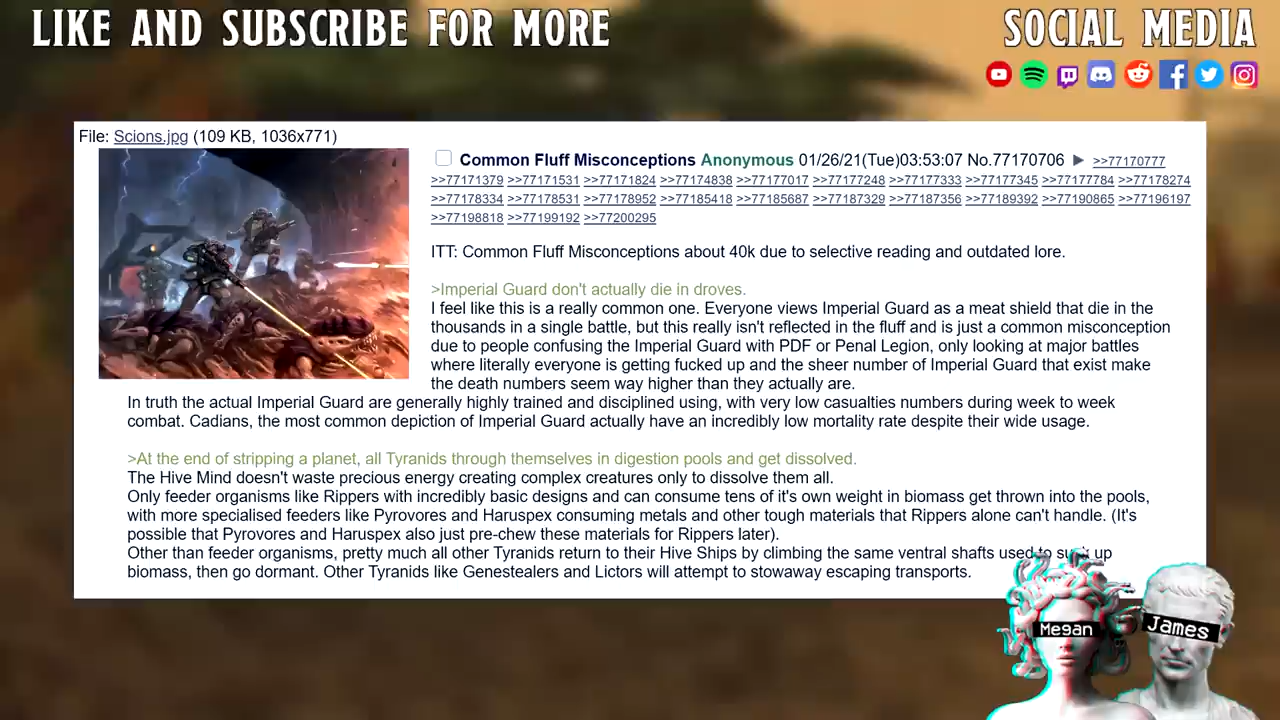 LIKE AND SUBSCRIBE FOR MORE
SOCIAL MEDIA
File: Scions.jpg (109 KB, 1036x771)
Common Fluff Misconceptions Anonymous 01/26/21(Tue)03:53:07 No.77170706 ▶ >>77170777
>>77171379 >>77171531 >>77171824 >>77174838 >>77177017 >>77177248 >>77177333 >>77177345 >>77177784 >>77178274
>>77178334 >>77178531 >>77178952 >>77185418 >>77185687 >>77187329 >>77187356 >>77189392 >>77190865 >>77196197
>>77198818 >>77199192 >>77200295
ITT: Common Fluff Misconceptions about 40k due to selective reading and outdated lore.
>Imperial Guard don't actually die in droves.
I feel like this is a really common one. Everyone views Imperial Guard as a meat shield that die in the
thousands in a single battle, but this really isn't reflected in the fluff and is just a common misconception
due to people confusing the Imperial Guard with PDF or Penal Legion, only looking at major battles
where literally everyone is getting fucked up and the sheer number of Imperial Guard that exist make
the death numbers seem way higher than they actually are.
In truth the actual Imperial Guard are generally highly trained and disciplined using, with very low casualties numbers during week to week
combat. Cadians, the most common depiction of Imperial Guard actually have an incredibly low mortality rate despite their wide usage.
>At the end of stripping a planet, all Tyranids through themselves in digestion pools and get dissolved.
The Hive Mind doesn't waste precious energy creating complex creatures only to dissolve them all.
Only feeder organisms like Rippers with incredibly basic designs and can consume tens of it's own weight in biomass get thrown into the pools,
with more specialised feeders like Pyrovores and Haruspex consuming metals and other tough materials that Rippers alone can't handle. (It's
possible that Pyrovores and Haruspex also just pre-chew these materials for Rippers later).
Other than feeder organisms, pretty much all other Tyranids return to their Hive Ships by climbing the same ventral shafts used to up
biomass, then go dormant. Other Tyranids like Genestealers and Lictors will attempt to stowaway escaping transports.
Megan
James